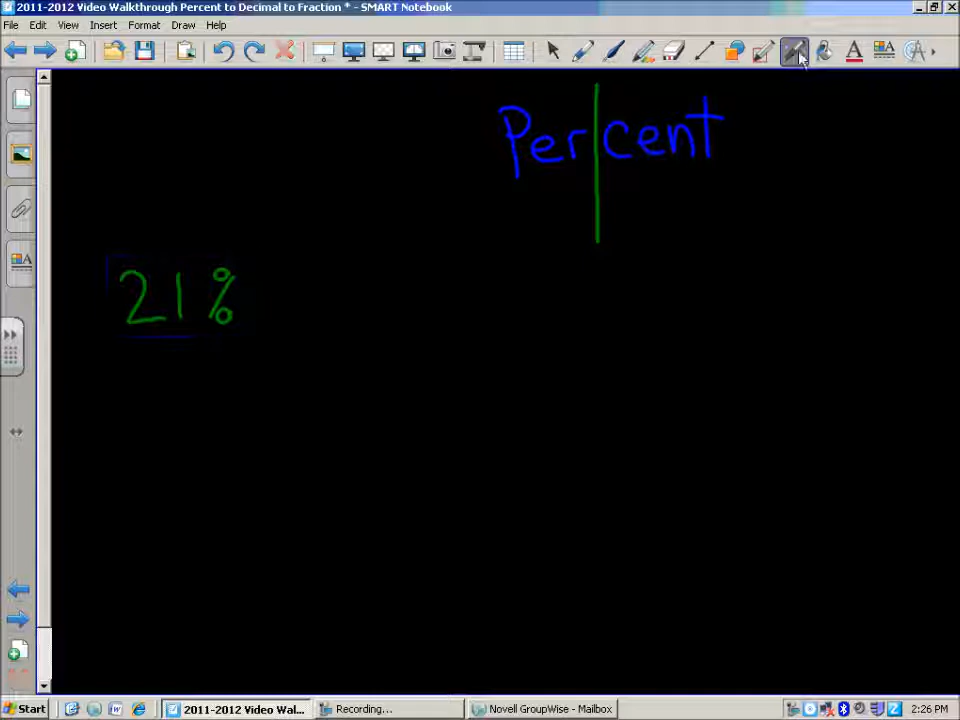 2011-2012 Video Walkthrough Percent to Decimal to Fraction * - SMART Notebook
File Edit View Insert Format Draw Help
Per cent
21%
Start 2011-2012 Video Wal... Recording... Novell GroupWise - Mailbox 2:26 PM